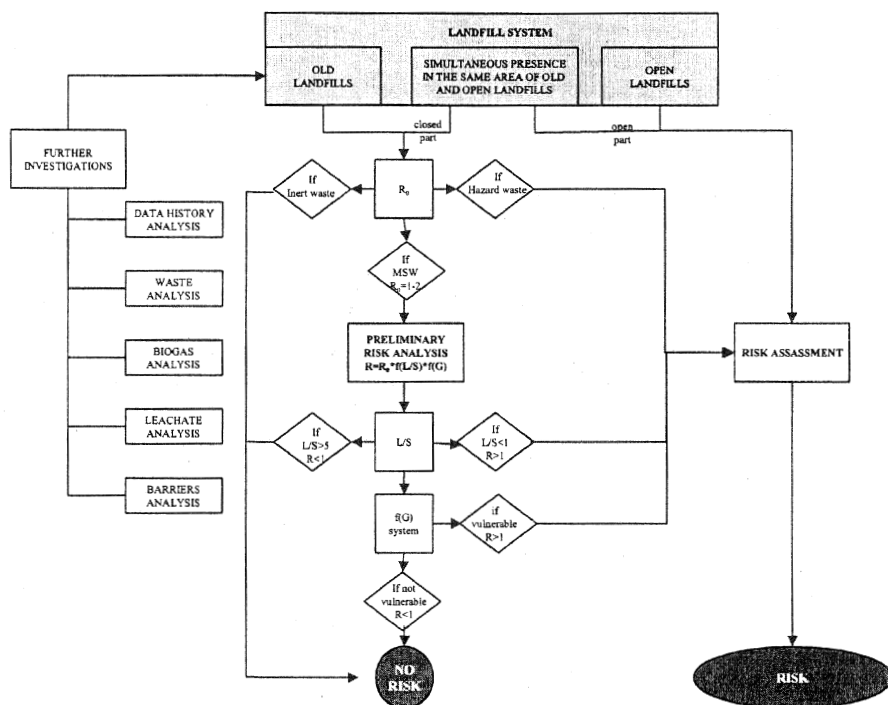 LANDFILL SYSTEM
OLD
LANDFILLS
SIMULTANEOUS PRESENCE
IN THE SAME AREA OF OLD
AND OPEN LANDFILLS
OPEN
LANDFILLS
closed
part
open
part
FURTHER
INVESTIGATIONS
DATA HISTORY
ANALYSIS
WASTE
ANALYSIS
BIOGAS
ANALYSIS
LEACHATE
ANALYSIS
BARRIERS
ANALYSIS
If
Inert waste
R₀
If
Hazard waste
If
MSW
R₀=1-2
PRELIMINARY
RISK ANALYSIS
R=R₀*f(L/S)*f(G)
RISK ASSASSMENT
If
L/S>5
R<1
L/S
If
L/S<1
R>1
f(G)
system
if
vulnerable
R>1
If not
vulnerable
R<1
NO
RISK
RISK